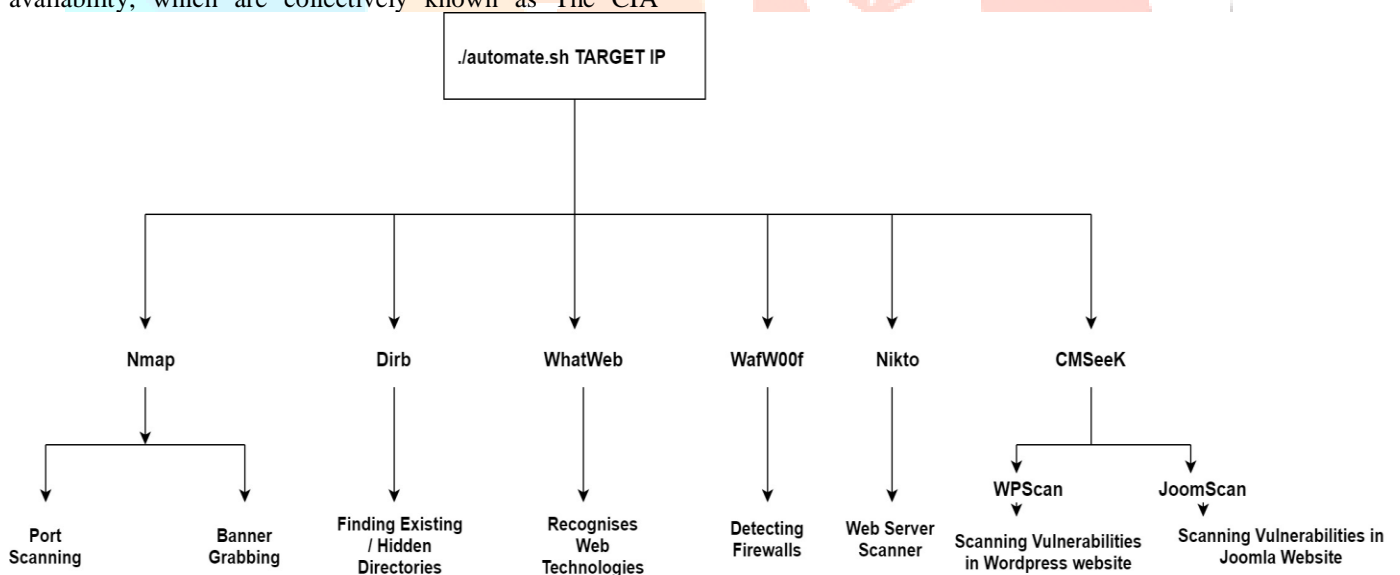 availability, which are collectively known as The CIA
./automate.sh TARGET IP
Nmap
Dirb
WhatWeb
WafW00f
Nikto
CMSeeK
WPScan
JoomScan
Port
Scanning
Banner
Grabbing
Finding Existing
/ Hidden
Directories
Recognises
Web
Technologies
Detecting
Firewalls
Web Server
Scanner
Scanning Vulnerabilities
in Wordpress website
Scanning Vulnerabilities in
Joomla Website